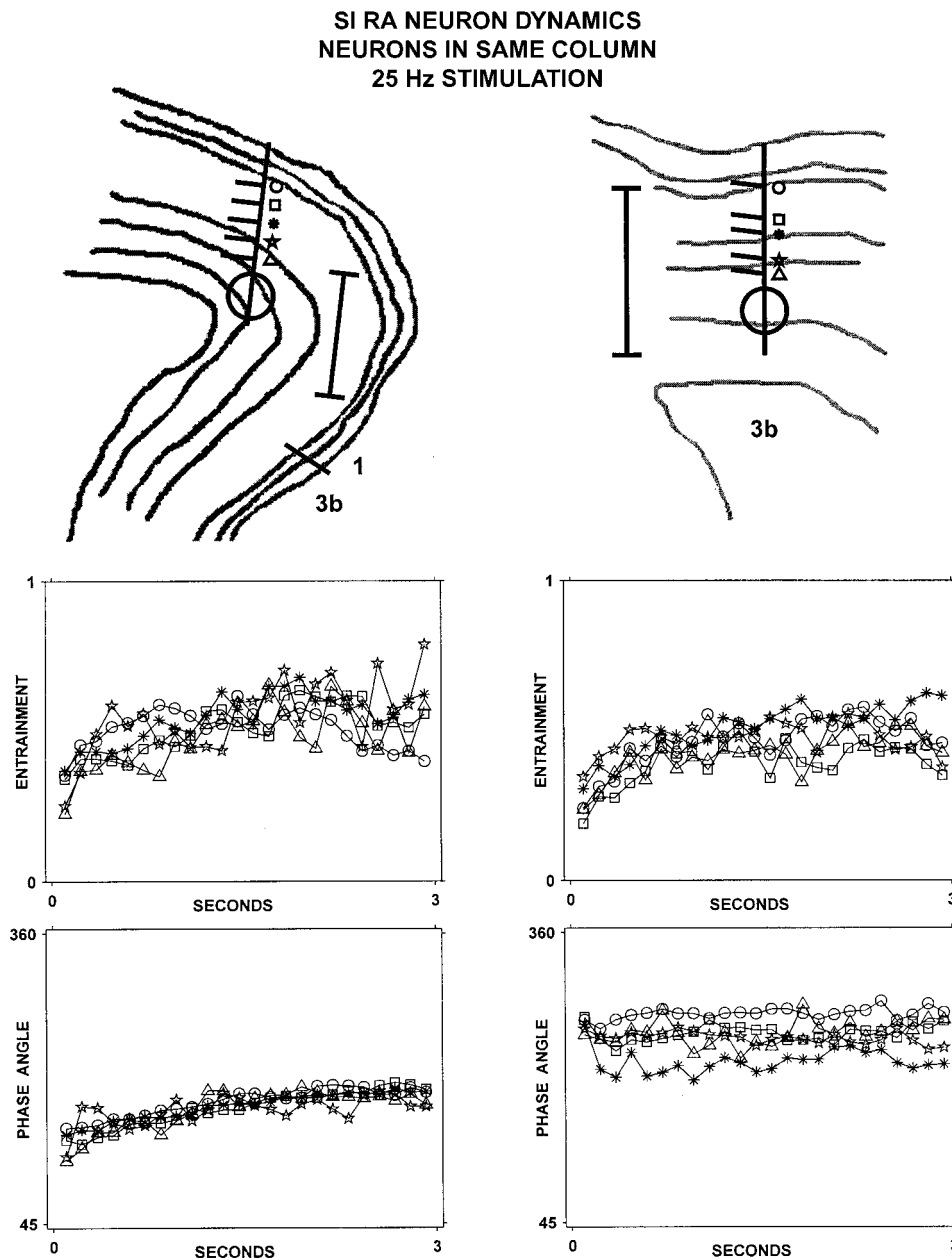 SI RA NEURON DYNAMICS
NEURONS IN SAME COLUMN
25 Hz STIMULATION
1
3b
3b
1
ENTRAINMENT
0
0
SECONDS
3
1
ENTRAINMENT
0
0
SECONDS
3
360
PHASE ANGLE
45
0
SECONDS
3
360
PHASE ANGLE
45
0
SECONDS
3